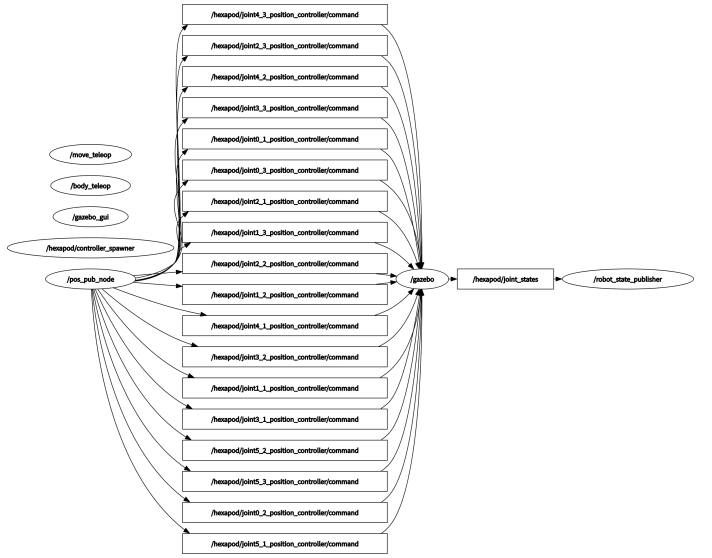 /hexapod/joint4_3_position_controller/command
/hexapod/joint2_3_position_controller/command
/hexapod/joint4_2_position_controller/command
/hexapod/joint3_3_position_controller/command
/hexapod/joint0_1_position_controller/command
/move_teleop
/hexapod/joint0_3_position_controller/command
/body_teleop
/hexapod/joint2_1_position_controller/command
/gazebo_gui
/hexapod/joint1_3_position_controller/command
/hexapod/controller_spawner
/hexapod/joint2_2_position_controller/command
/pos_pub_node
/gazebo
/hexapod/joint_states
/robot_state_publisher
/hexapod/joint1_2_position_controller/command
/hexapod/joint4_1_position_controller/command
/hexapod/joint3_2_position_controller/command
/hexapod/joint1_1_position_controller/command
/hexapod/joint3_1_position_controller/command
/hexapod/joint5_2_position_controller/command
/hexapod/joint5_3_position_controller/command
/hexapod/joint0_2_position_controller/command
/hexapod/joint5_1_position_controller/command